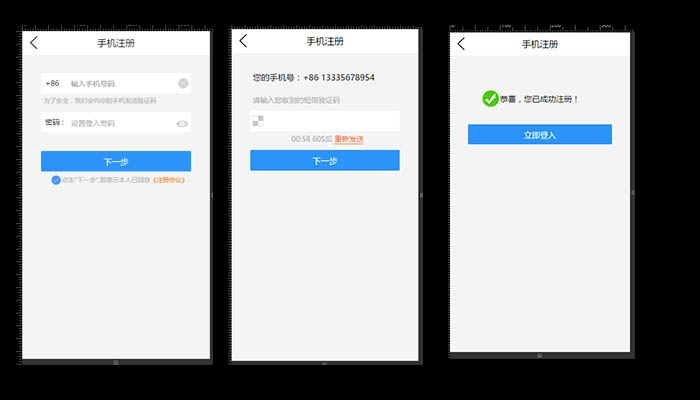 手机注册
+86 输入手机号码
为了安全，我们会向你的手机发送验证码
密码： 设置登入密码
下一步
点击"下一步",即表示本人已同意《注册协议》
手机注册
您的手机号：+86 13335678954
请输入您收到的短信验证码
00:58 60S后 重新发送
下一步
手机注册
恭喜，您已成功注册！
立即登入